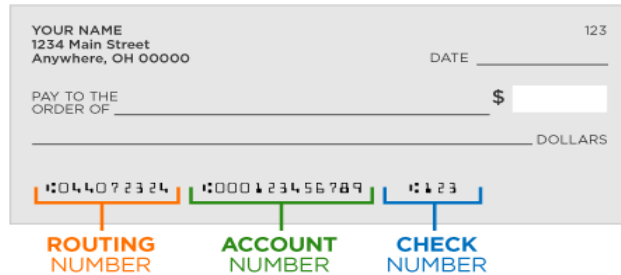 YOUR NAME 123
1234 Main Street
Anywhere, OH 00000
DATE
PAY TO THE
ORDER OF
$
DOLLARS
⑆044072324 ⑆000123456789 ⑆123
ROUTING NUMBER
ACCOUNT NUMBER
CHECK NUMBER